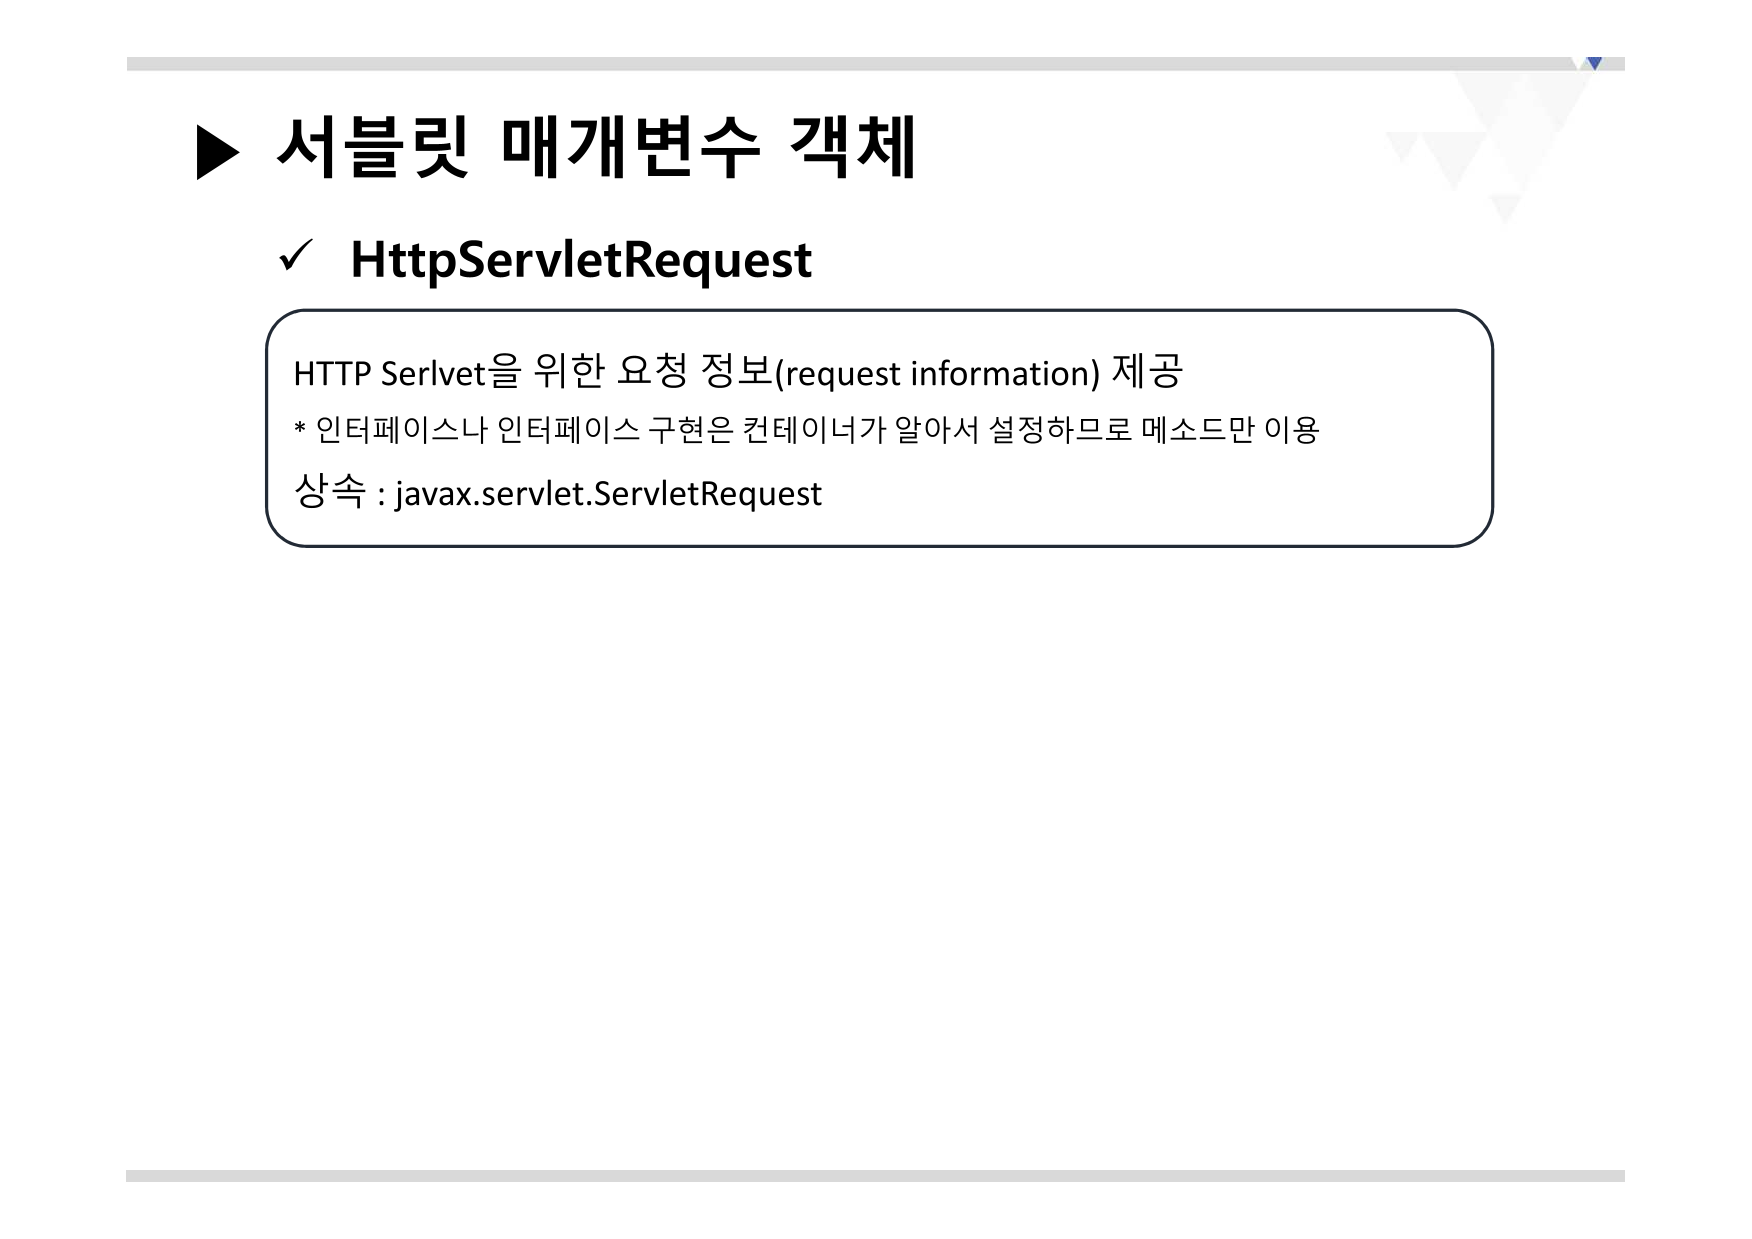 ▶ 서블릿 매개변수 객체
✓ HttpServletRequest
HTTP Serlvet을 위한 요청 정보(request information) 제공
* 인터페이스나 인터페이스 구현은 컨테이너가 알아서 설정하므로 메소드만 이용
상속 : javax.servlet.ServletRequest